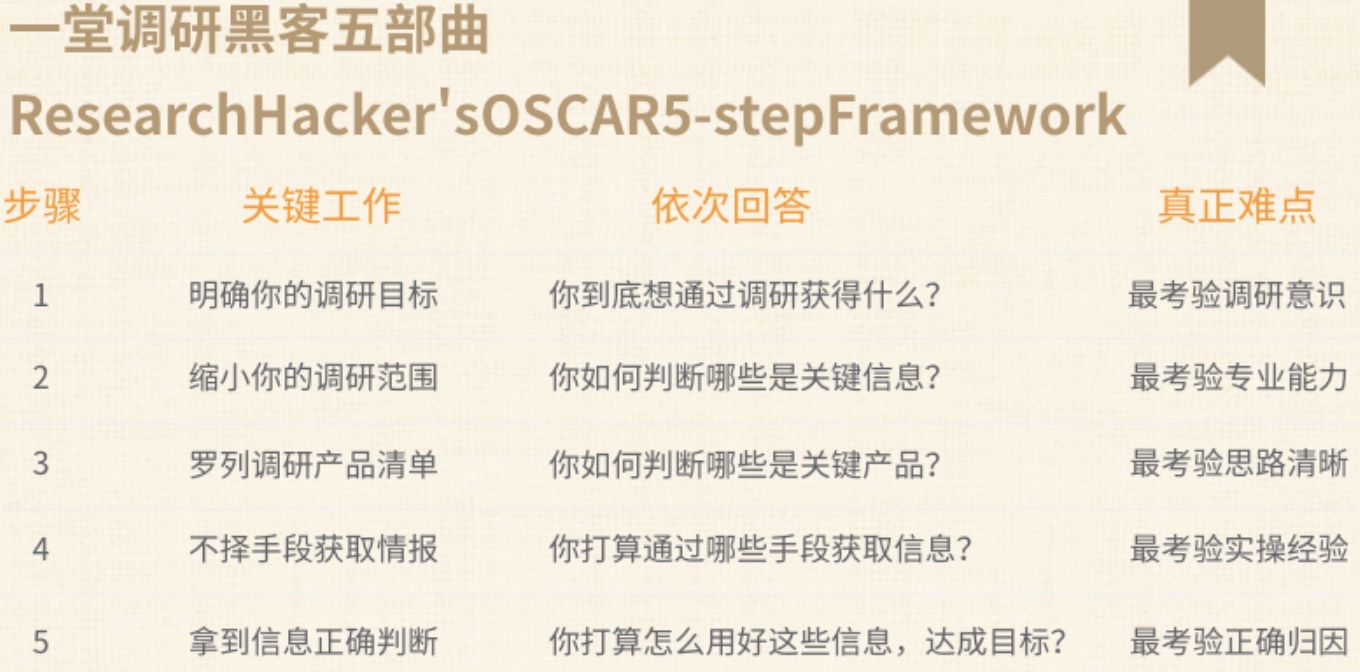 一堂调研黑客五部曲
ResearchHacker'sOSCAR5-stepFramework
步骤 关键工作 依次回答 真正难点
1 明确你的调研目标 你到底想通过调研获得什么？ 最考验调研意识
2 缩小你的调研范围 你如何判断哪些是关键信息？ 最考验专业能力
3 罗列调研产品清单 你如何判断哪些是关键产品？ 最考验思路清晰
4 不择手段获取情报 你打算通过哪些手段获取信息？ 最考验实操经验
5 拿到信息正确判断 你打算怎么用好这些信息，达成目标？ 最考验正确归因